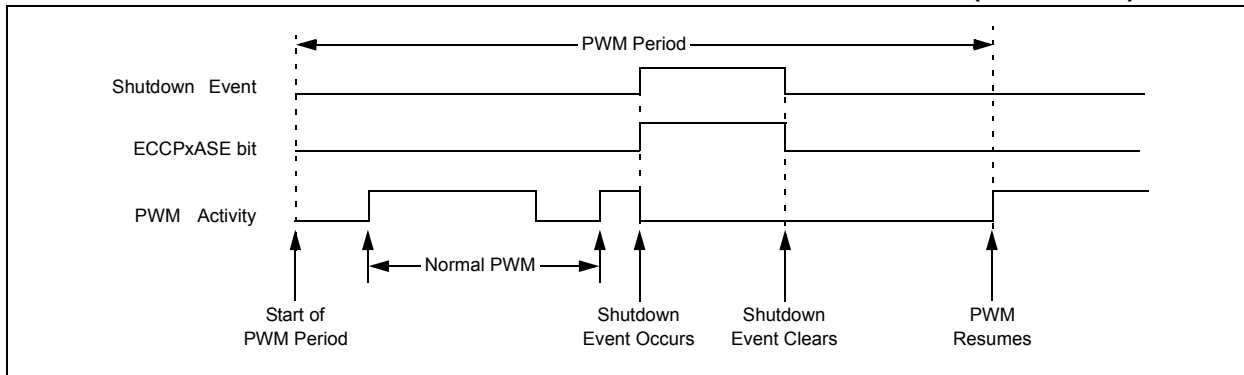 PWM Period
Shutdown Event
ECCPxASE bit
PWM Activity
Normal PWM
Start of
PWM Period
Shutdown
Event Occurs
Shutdown
Event Clears
PWM
Resumes